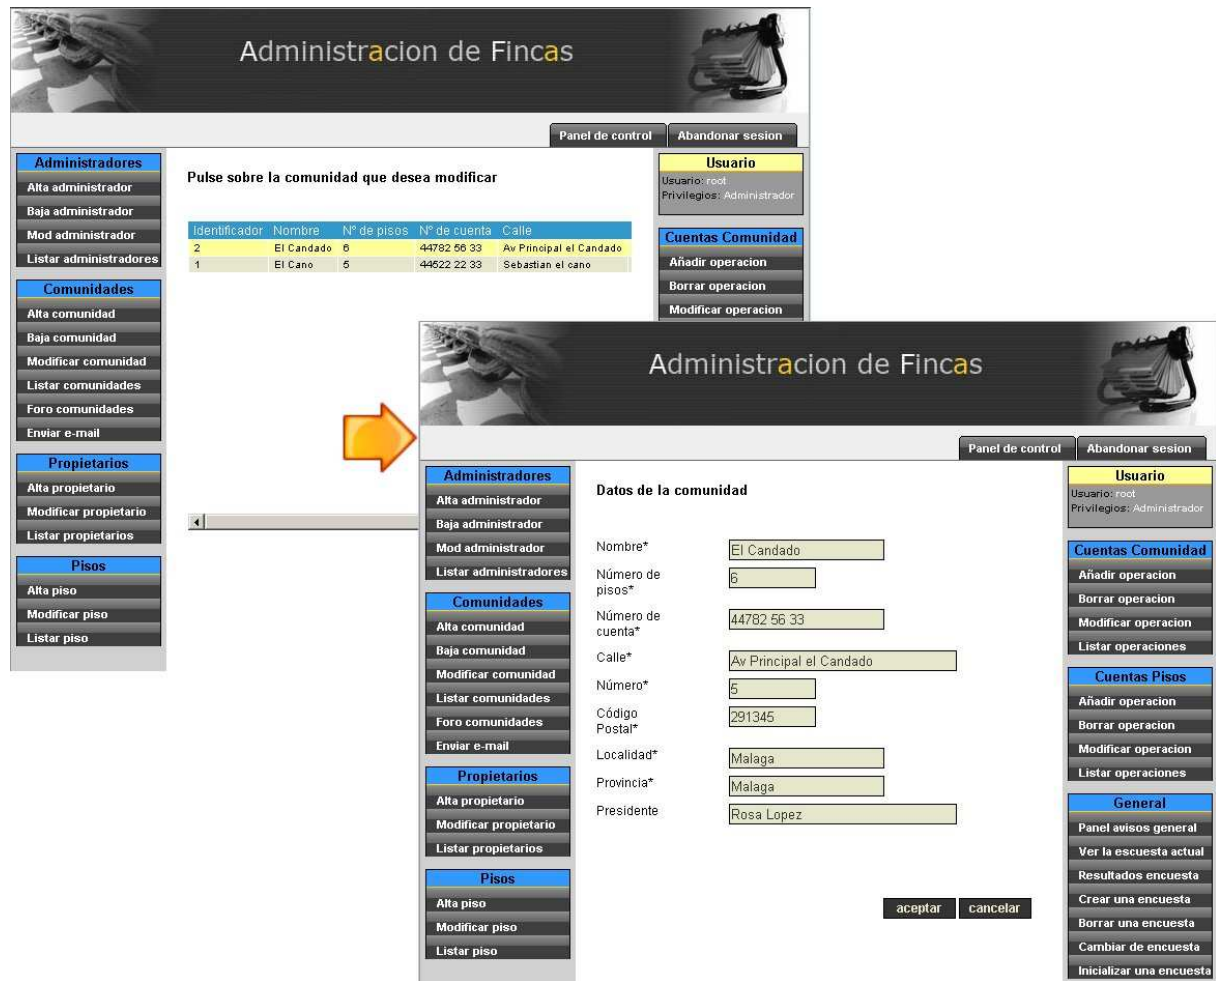 Administracion de Fincas
Panel de control
Abandonar sesion
Administradores
Alta administrador
Baja administrador
Mod administrador
Listar administradores
Comunidades
Alta comunidad
Baja comunidad
Modificar comunidad
Listar comunidades
Foro comunidades
Enviar e-mail
Propietarios
Alta propietario
Modificar propietario
Listar propietarios
Pisos
Alta piso
Modificar piso
Listar piso
Pulse sobre la comunidad que desea modificar
Identificador Nombre Nº de pisos Nº de cuenta Calle
2 El Candado 6 44782 56 33 Av Principal el Candado
1 El Cano 5 44522 22 33 Sebastian el cano
Usuario
Usuario: root
Privilegios: Administrador
Cuentas Comunidad
Añadir operacion
Borrar operacion
Modificar operacion
Administracion de Fincas
Panel de control
Abandonar sesion
Administradores
Alta administrador
Baja administrador
Mod administrador
Listar administradores
Comunidades
Alta comunidad
Baja comunidad
Modificar comunidad
Listar comunidades
Foro comunidades
Enviar e-mail
Propietarios
Alta propietario
Modificar propietario
Listar propietarios
Pisos
Alta piso
Modificar piso
Listar piso
Datos de la comunidad
Nombre* El Candado
Número de
pisos* 6
Número de
cuenta* 44782 56 33
Calle* Av Principal el Candado
Número* 5
Código
Postal* 291345
Localidad* Malaga
Provincia* Malaga
Presidente Rosa Lopez
aceptar cancelar
Usuario
Usuario: root
Privilegios: Administrador
Cuentas Comunidad
Añadir operacion
Borrar operacion
Modificar operacion
Listar operaciones
Cuentas Pisos
Añadir operacion
Borrar operacion
Modificar operacion
Listar operaciones
General
Panel avisos general
Ver la escuesta actual
Resultados encuesta
Crear una encuesta
Borrar una encuesta
Cambiar de encuesta
Inicializar una encuesta